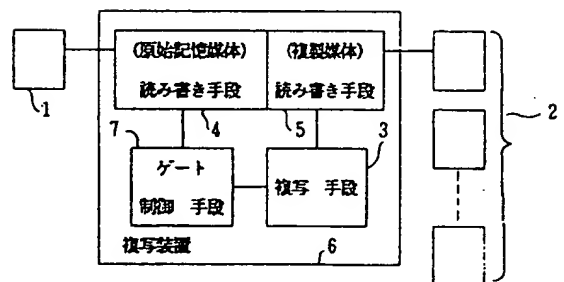 (原始記憶媒体)
読み書き手段
(複製媒体)
読み書き手段
1
4
5
2
7
3
ゲート
制御 手段
複写 手段
複写装置
6